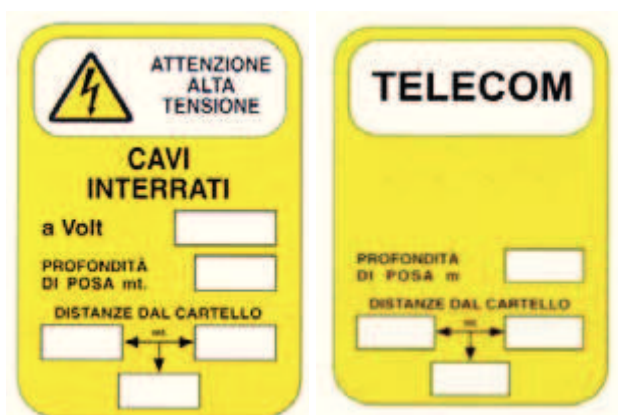 ATTENZIONE
ALTA
TENSIONE
CAVI
INTERRATI
a Volt
PROFONDITÀ
DI POSA mt.
DISTANZE DAL CARTELLO
mt.
TELECOM
PROFONDITÀ
DI POSA m
DISTANZE DAL CARTELLO